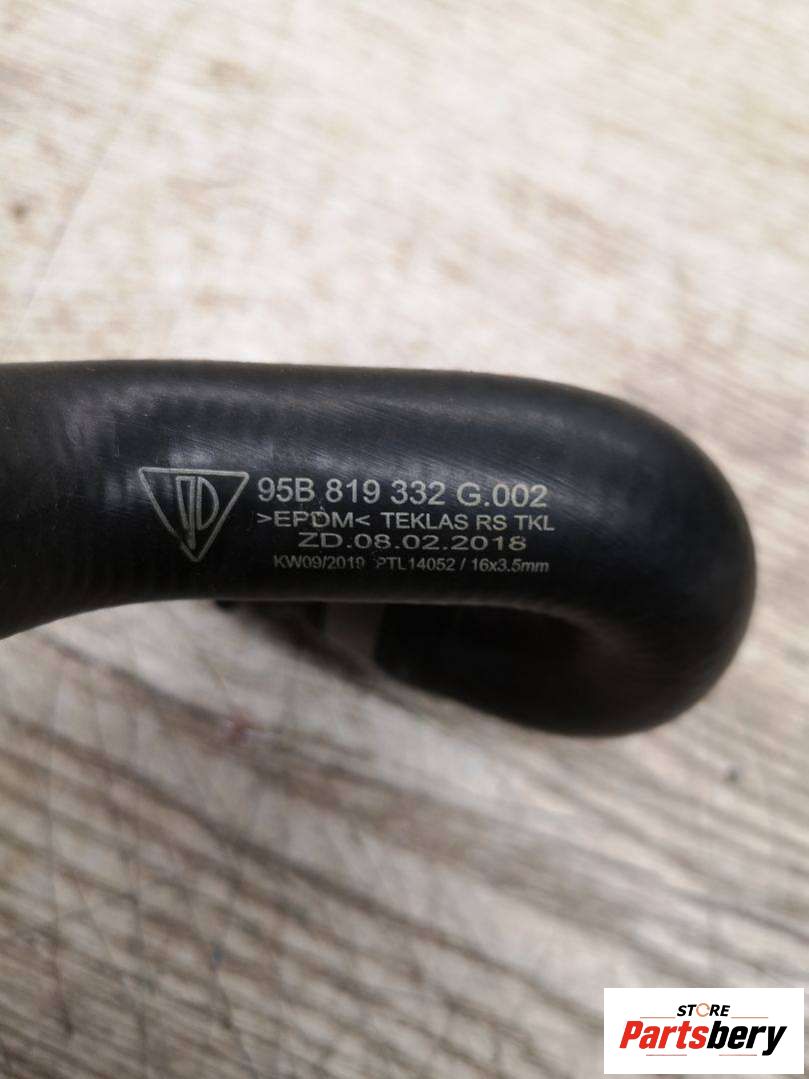 95B 819 332 G.002
>EPDM< TEKLAS RS TKL
ZD.08.02.2018
KW09/2019 PTL14052 / 16x3.5mm
STORE
Partsbery